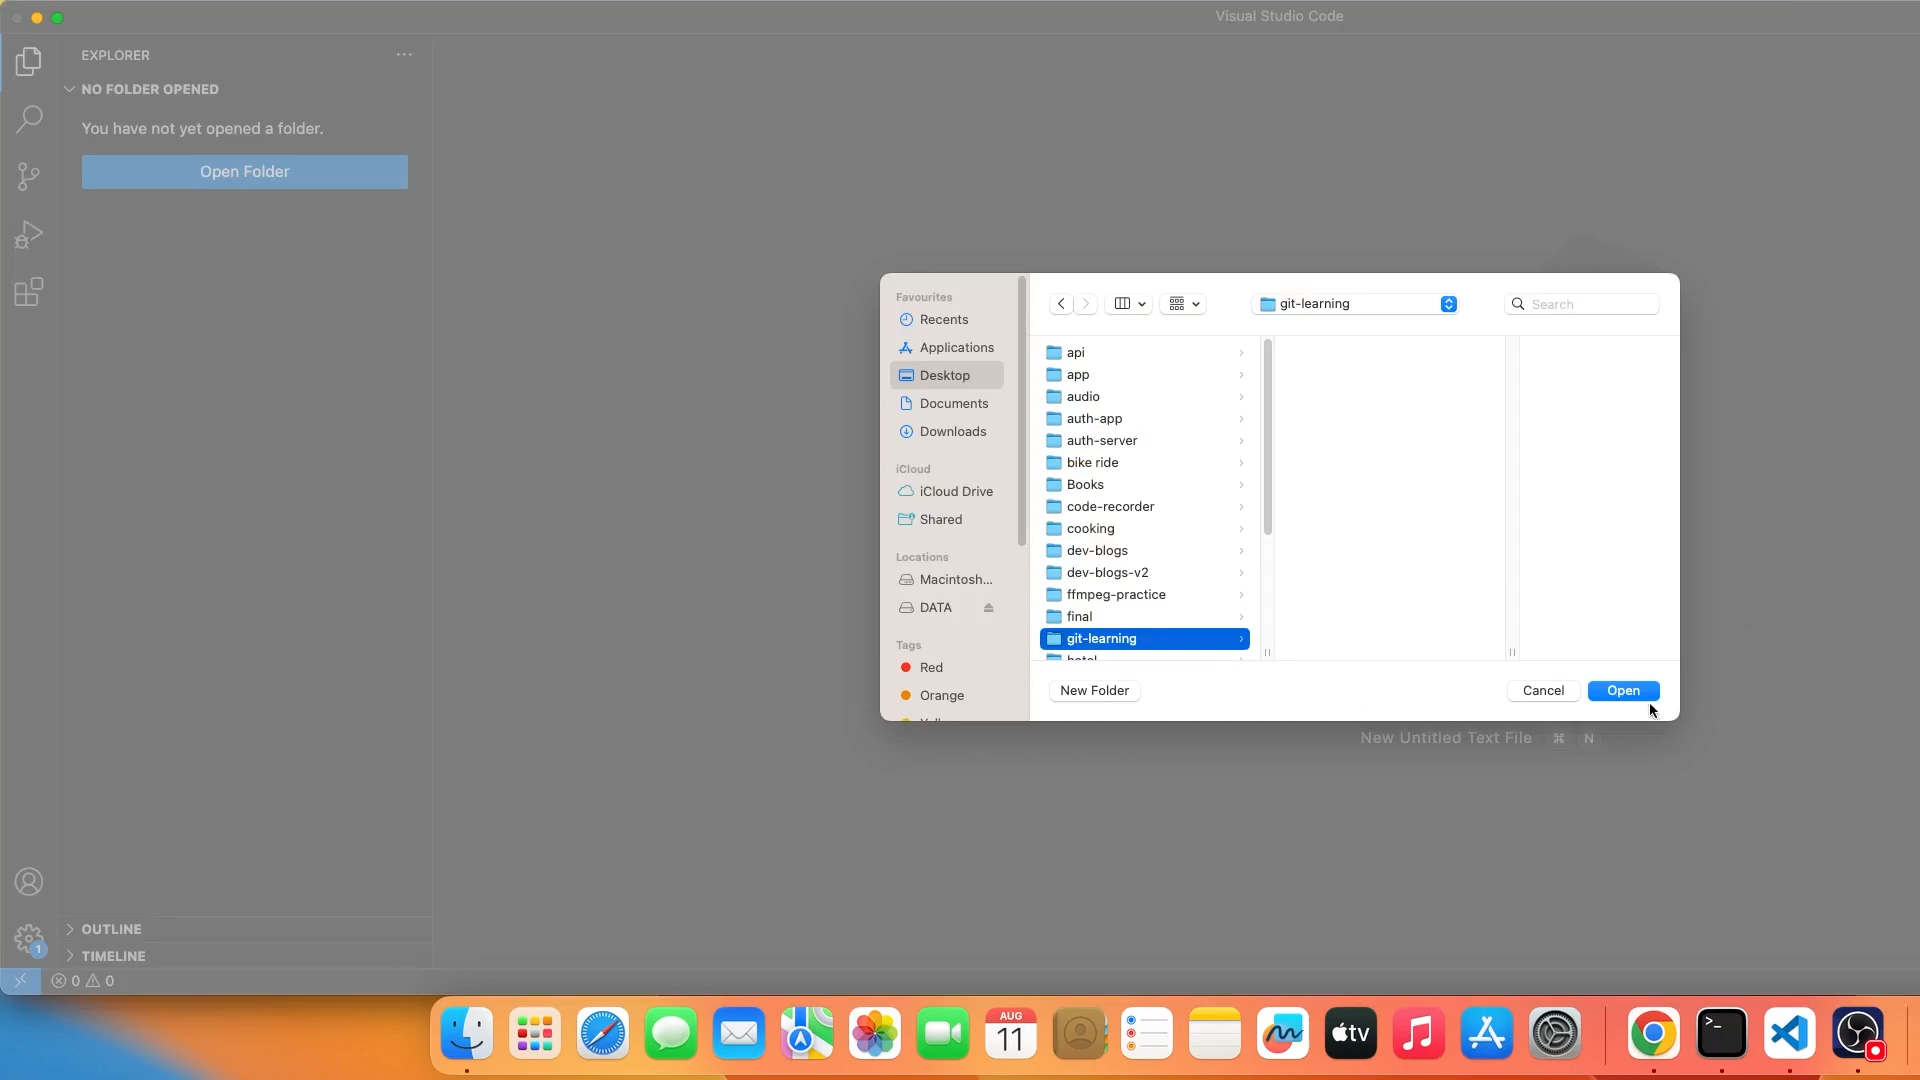 Visual Studio Code
EXPLORER
NO FOLDER OPENED
You have not yet opened a folder.
Open Folder
Favourites
Recents
Applications
Desktop
Documents
Downloads
iCloud
iCloud Drive
Shared
Locations
Macintosh...
DATA
Tags
Red
Orange
git-learning
Search
api
app
audio
auth-app
auth-server
bike ride
Books
code-recorder
cooking
dev-blogs
dev-blogs-v2
ffmpeg-practice
final
git-learning
New Folder
Cancel
Open
New Untitled Text File ⌘ N
OUTLINE
1
TIMELINE
0 0
AUG
11
tv